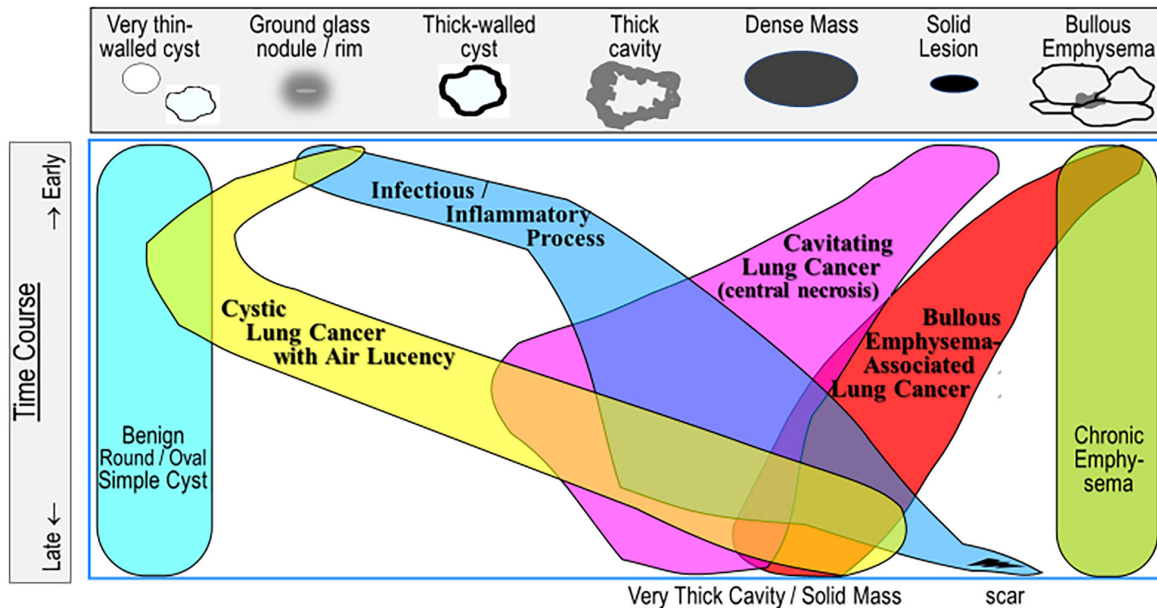 Very thin-
walled cyst
Ground glass
nodule / rim
Thick-walled
cyst
Thick
cavity
Dense Mass
Solid
Lesion
Bullous
Emphysema
Time Course
→ Early
Late ←
Infectious /
Inflammatory
Process
Cavitating
Lung Cancer
(central necrosis)
Cystic
Lung Cancer
with Air Lucency
Bullous
Emphysema-
Associated
Lung Cancer
Benign
Round / Oval
Simple Cyst
Chronic
Emphy-
sema
Very Thick Cavity / Solid Mass
scar